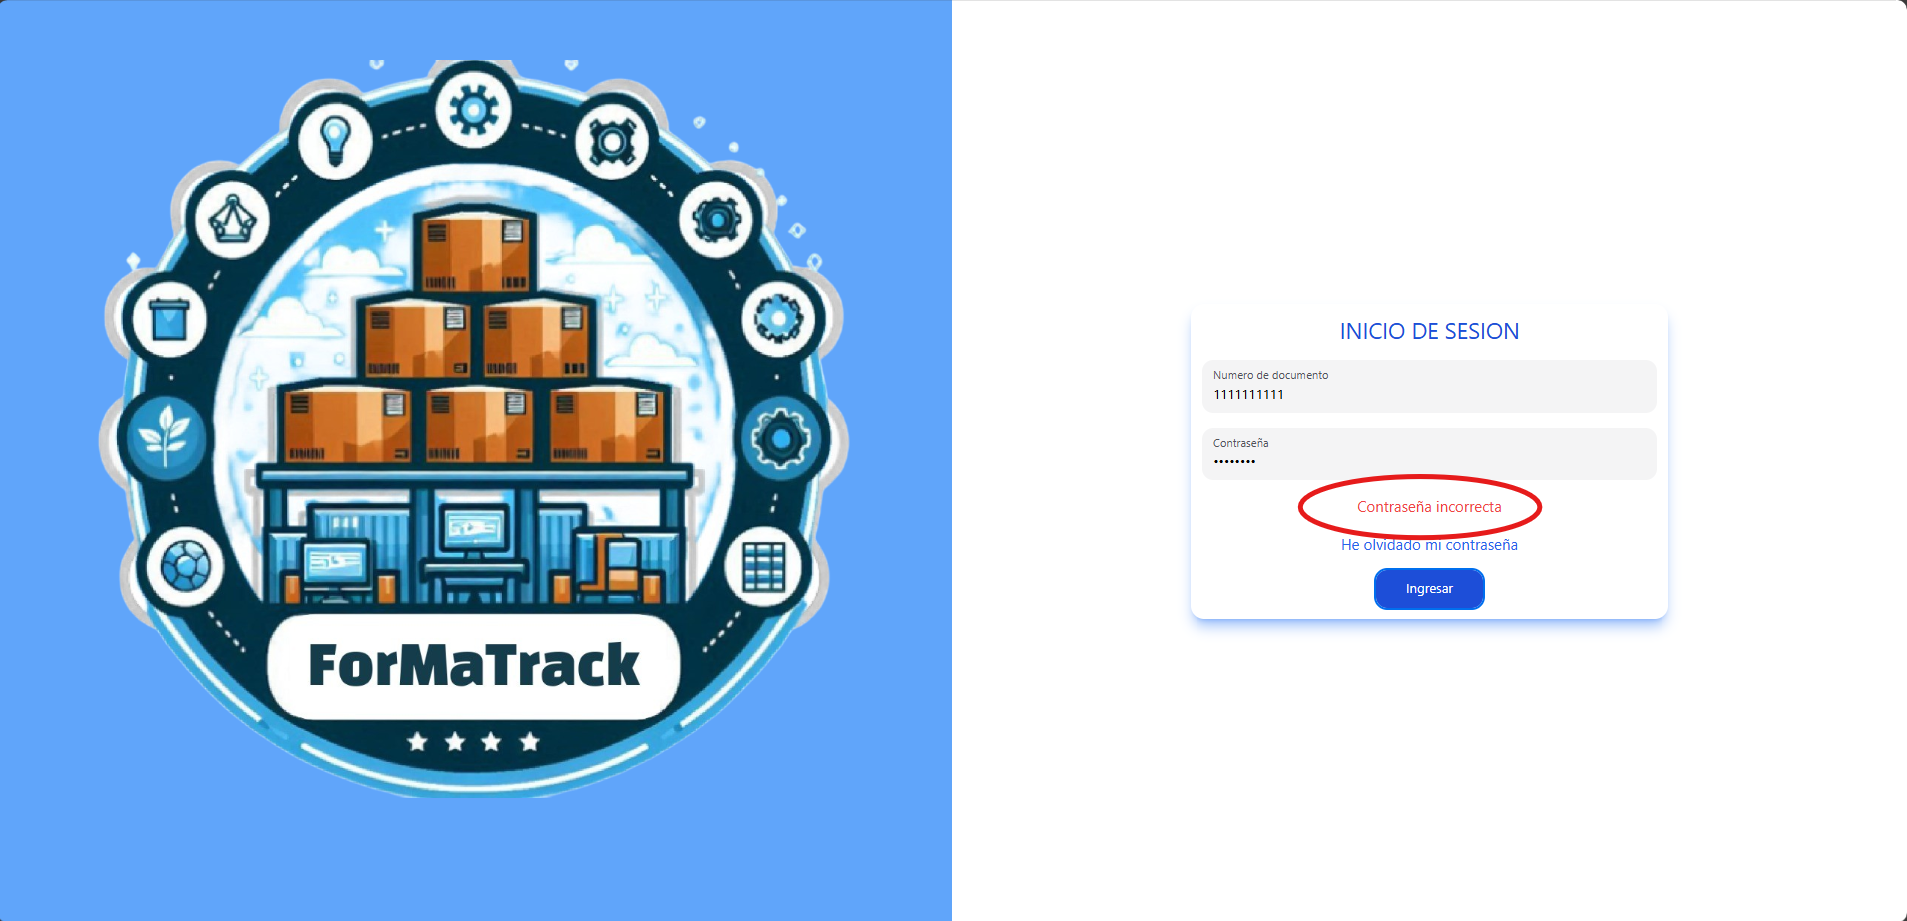 ForMaTrack
INICIO DE SESION
Numero de documento
1111111111
Contraseña
••••••••
Contraseña incorrecta
He olvidado mi contraseña
Ingresar